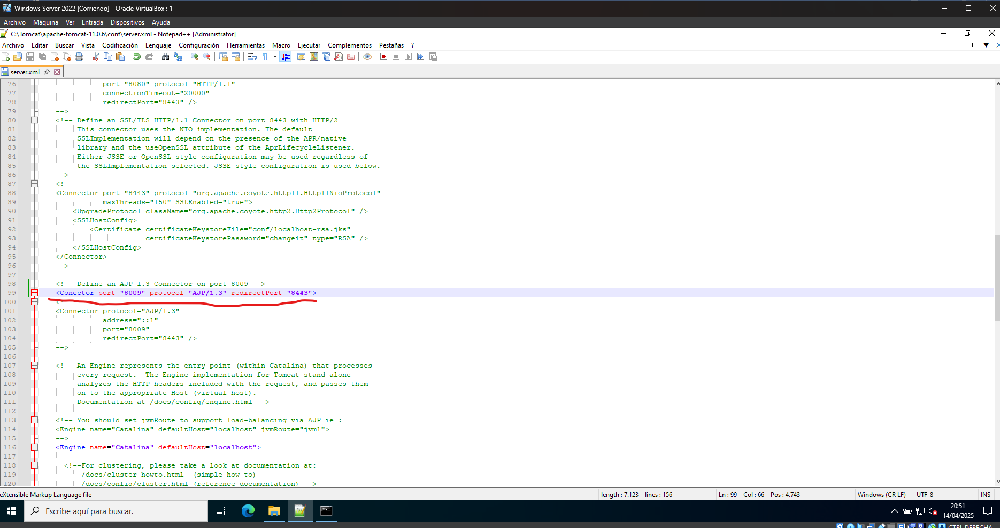 Windows Server 2022 [Corriendo] - Oracle VirtualBox : 1
Archivo Máquina Ver Entrada Dispositivos Ayuda
C:\Tomcat\apache-tomcat-11.0.6\conf\server.xml - Notepad++ [Administrator]
Archivo Editar Buscar Vista Codificación Lenguaje Configuración Herramientas Macro Ejecutar Complementos Pestañas ?
server.xml
76 port="8080" protocol="HTTP/1.1"
77 connectionTimeout="20000"
78 redirectPort="8443" />
79 -->
80 <!-- Define an SSL/TLS HTTP/1.1 Connector on port 8443 with HTTP/2
81 This connector uses the NIO implementation. The default
82 SSLImplementation will depend on the presence of the APR/native
83 library and the useOpenSSL attribute of the AprLifecycleListener.
84 Either JSSE or OpenSSL style configuration may be used regardless of
85 the SSLImplementation selected. JSSE style configuration is used below.
86 -->
87 <!--
88 <Connector port="8443" protocol="org.apache.coyote.http11.Http11NioProtocol"
89 maxThreads="150" SSLEnabled="true">
90 <UpgradeProtocol className="org.apache.coyote.http2.Http2Protocol" />
91 <SSLHostConfig>
92 <Certificate certificateKeystoreFile="conf/localhost-rsa.jks"
93 certificateKeystorePassword="changeit" type="RSA" />
94 </SSLHostConfig>
95 </Connector>
96 -->
97
98 <!-- Define an AJP 1.3 Connector on port 8009 -->
99 <Conector port="8009" protocol="AJP/1.3" redirectPort="8443">
100 <!--
101 <Connector protocol="AJP/1.3"
102 address="::1"
103 port="8009"
104 redirectPort="8443" />
105 -->
106
107 <!-- An Engine represents the entry point (within Catalina) that processes
108 every request.  The Engine implementation for Tomcat stand alone
109 analyzes the HTTP headers included with the request, and passes them
110 on to the appropriate Host (virtual host).
111 Documentation at /docs/config/engine.html -->
112
113 <!-- You should set jvmRoute to support load-balancing via AJP ie :
114 <Engine name="Catalina" defaultHost="localhost" jvmRoute="jvm1">
115 -->
116 <Engine name="Catalina" defaultHost="localhost">
117
118 <!--For clustering, please take a look at documentation at:
119 /docs/cluster-howto.html  (simple how to)
120 /docs/config/cluster.html (reference documentation) -->
eXtensible Markup Language file length : 7.123 lines : 156 Ln : 99 Col : 66 Pos : 4.743 Windows (CR LF) UTF-8 INS
Escribe aquí para buscar.
20:51
14/04/2025
CTRL DERECHA